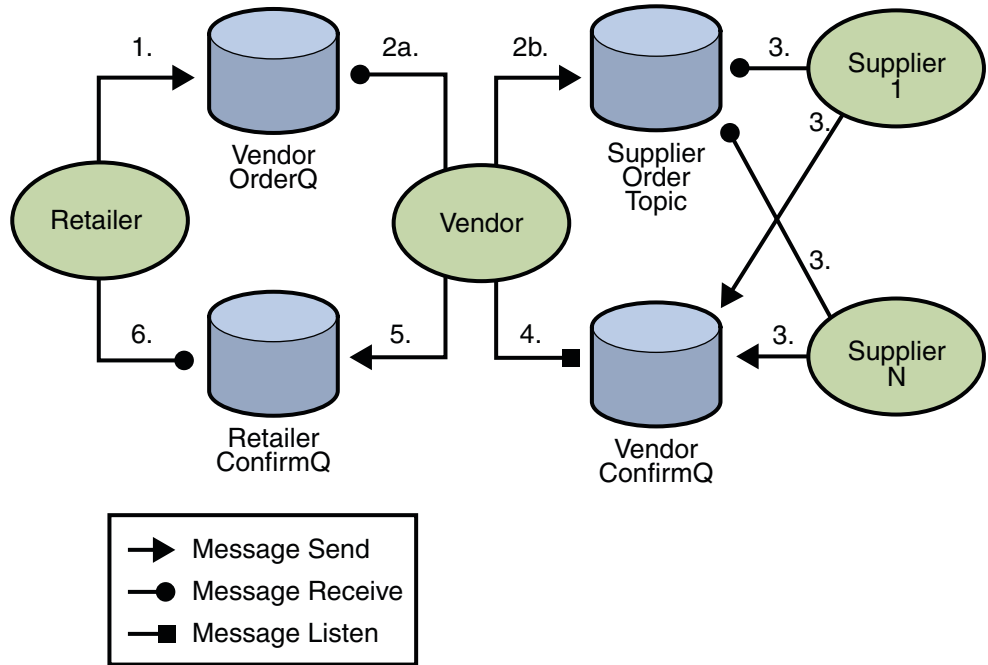 1.
2a.
2b.
3.
Supplier
1
3.
Vendor
OrderQ
Supplier
Order
Topic
Retailer
Vendor
3.
6.
5.
4.
3.
Supplier
N
Retailer
ConfirmQ
Vendor
ConfirmQ
Message Send
Message Receive
Message Listen